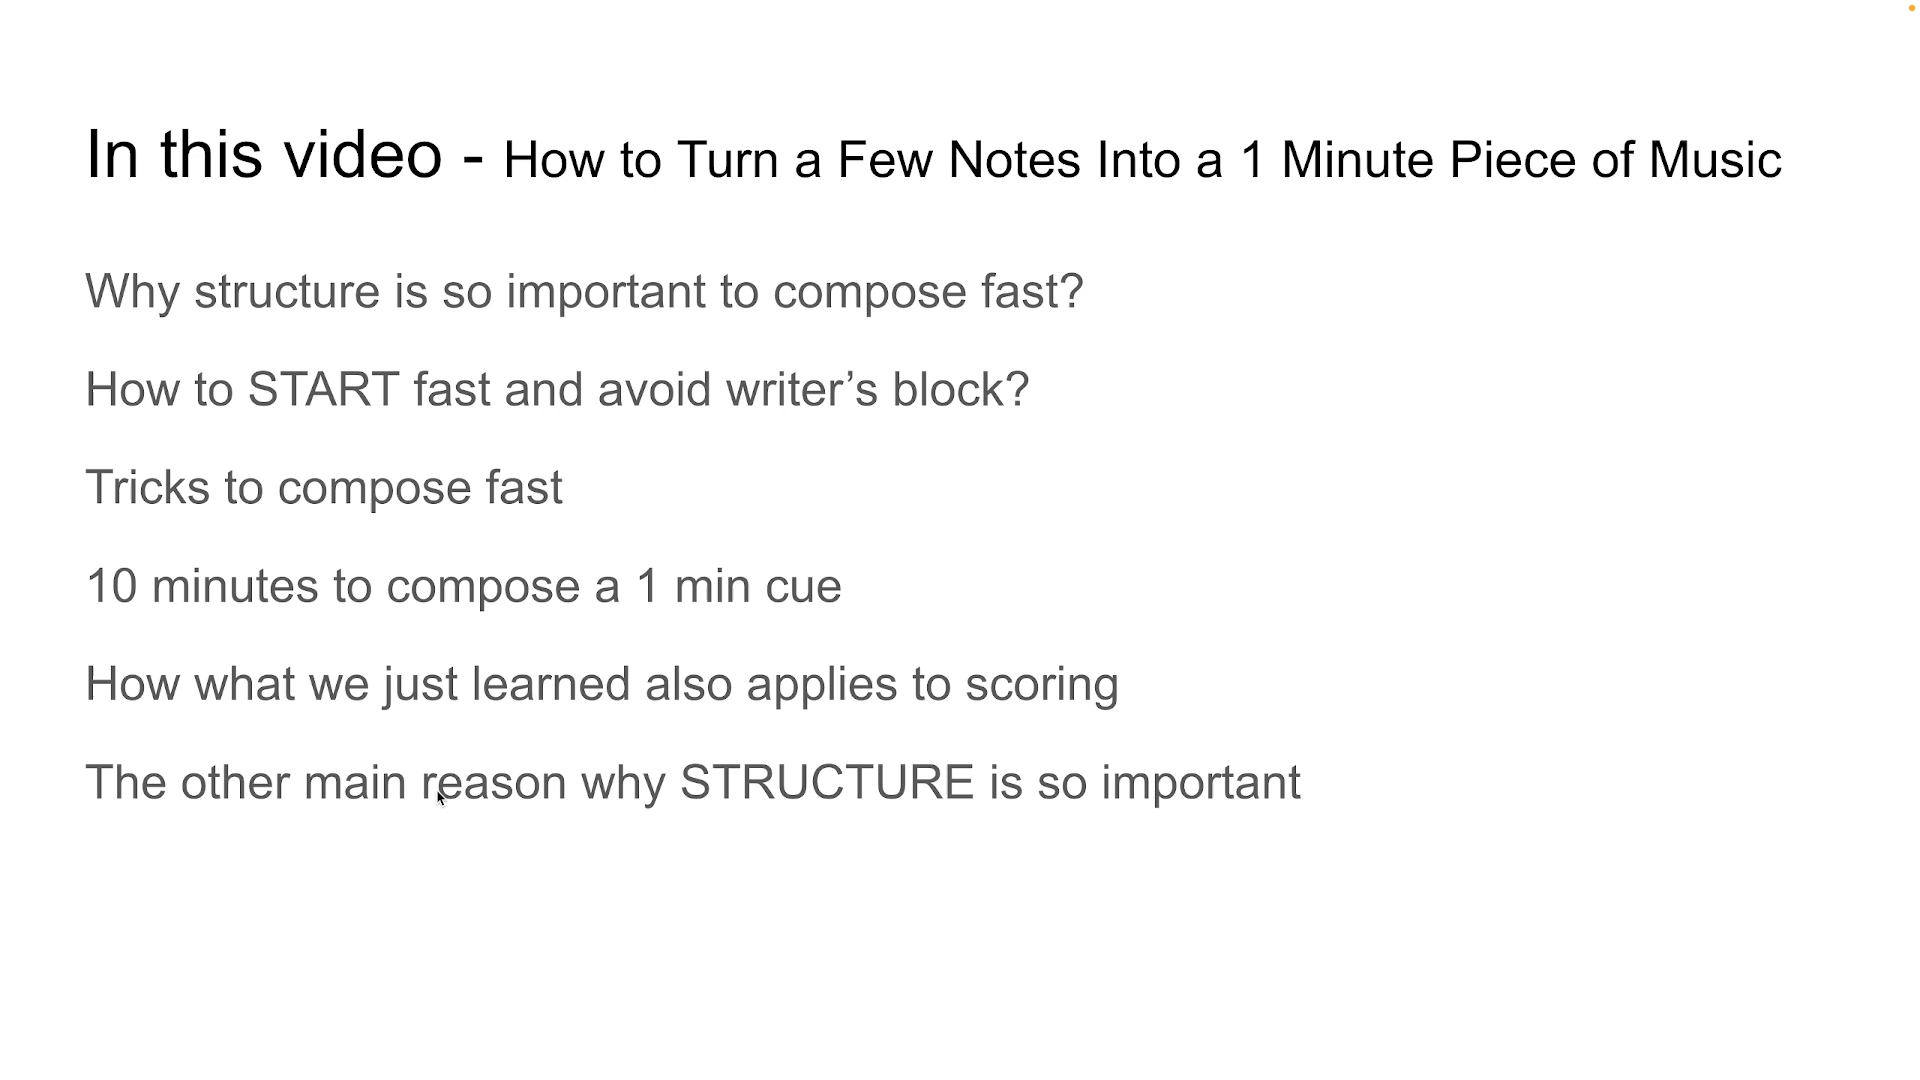 In this video - How to Turn a Few Notes Into a 1 Minute Piece of Music
Why structure is so important to compose fast?
How to START fast and avoid writer’s block?
Tricks to compose fast
10 minutes to compose a 1 min cue
How what we just learned also applies to scoring
The other main reason why STRUCTURE is so important